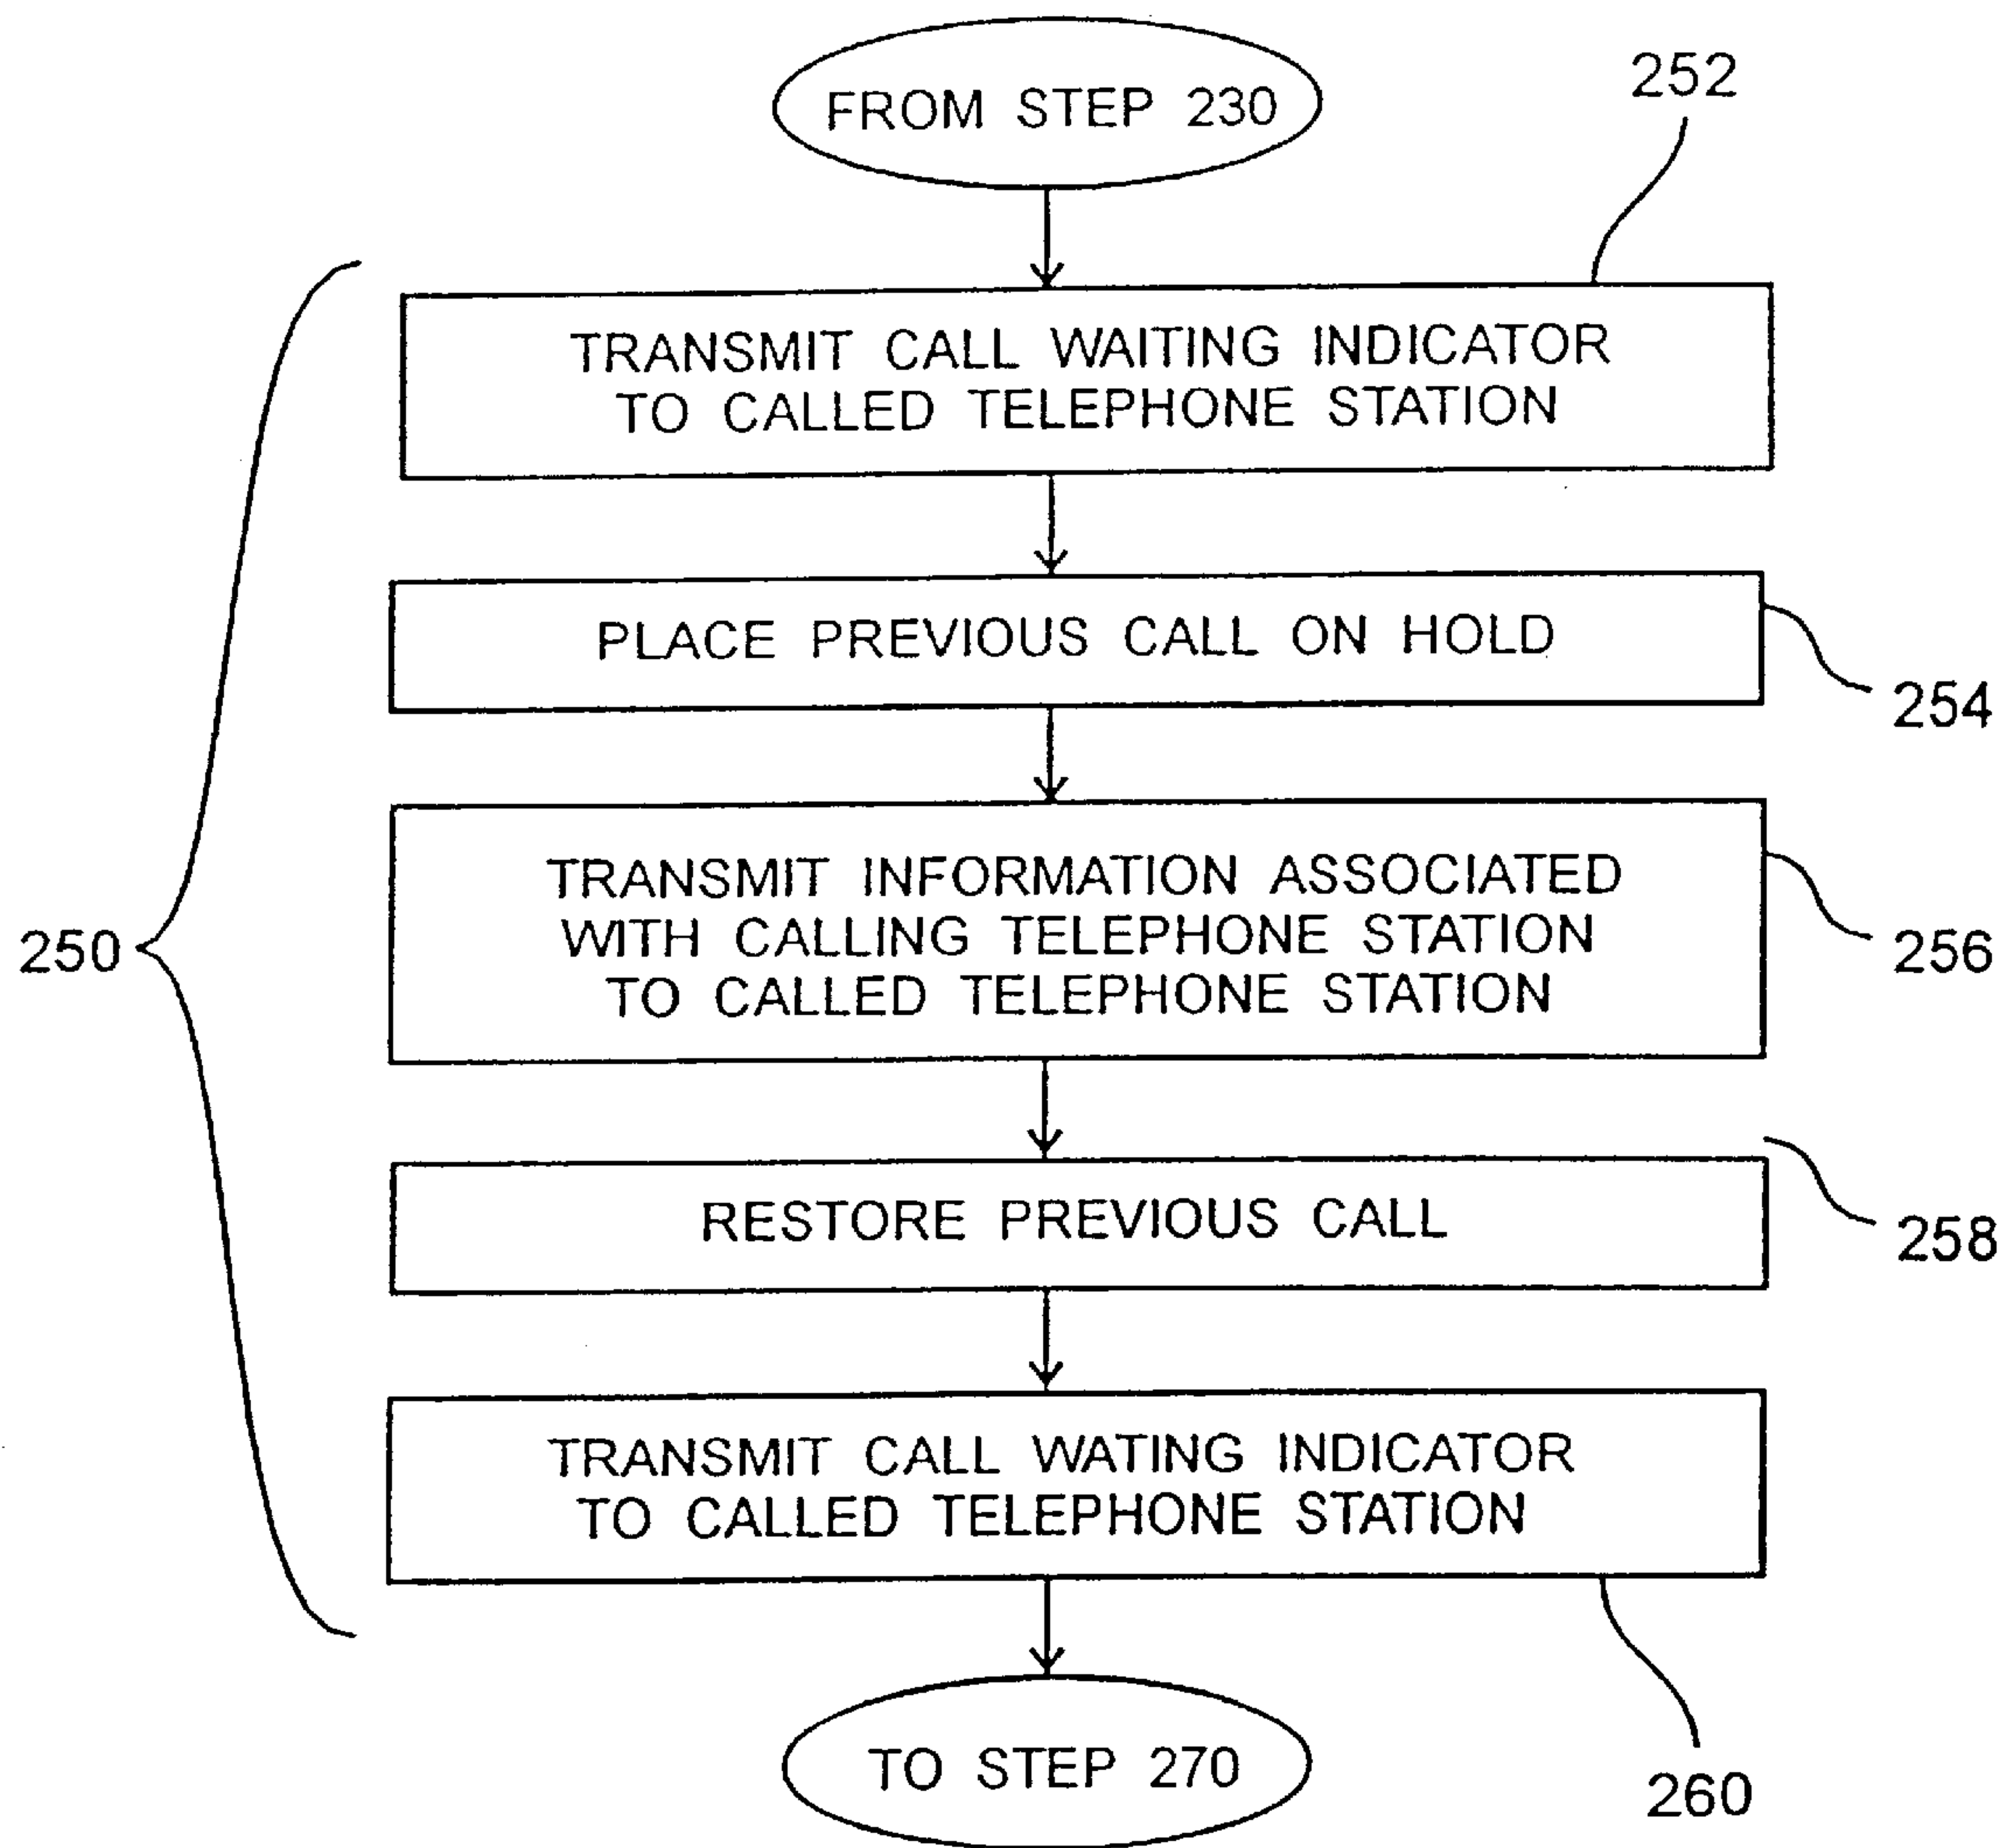 FROM STEP 230
252
TRANSMIT CALL WAITING INDICATOR
TO CALLED TELEPHONE STATION
PLACE PREVIOUS CALL ON HOLD
254
TRANSMIT INFORMATION ASSOCIATED
WITH CALLING TELEPHONE STATION
TO CALLED TELEPHONE STATION
250
256
RESTORE PREVIOUS CALL
258
TRANSMIT CALL WATING INDICATOR
TO CALLED TELEPHONE STATION
TO STEP 270
260